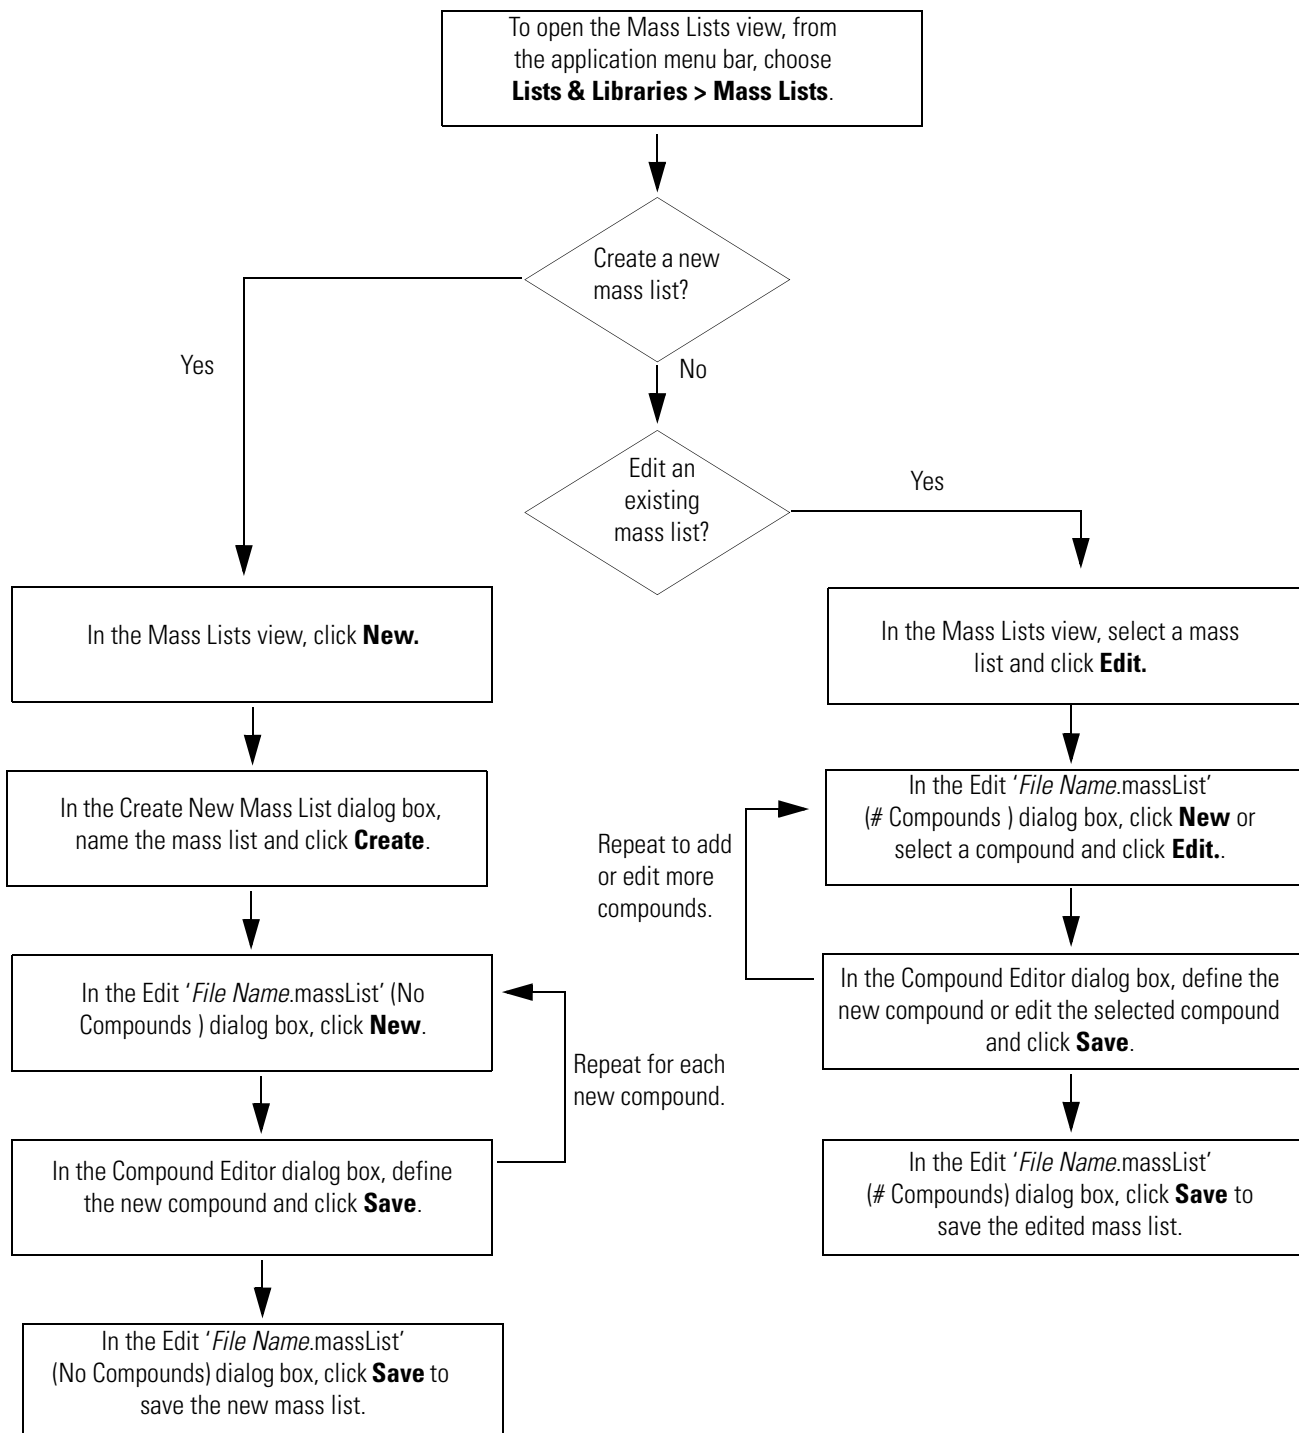 To open the Mass Lists view, from
the application menu bar, choose
Lists & Libraries > Mass Lists.
Create a new
mass list?
Yes
No
Edit an
existing
mass list?
Yes
In the Mass Lists view, click New.
In the Create New Mass List dialog box,
name the mass list and click Create.
In the Edit ‘File Name.massList’ (No
Compounds ) dialog box, click New.
Repeat for each
new compound.
In the Compound Editor dialog box, define
the new compound and click Save.
In the Edit ‘File Name.massList’
(No Compounds) dialog box, click Save to
save the new mass list.
In the Mass Lists view, select a mass
list and click Edit.
In the Edit ‘File Name.massList’
(# Compounds ) dialog box, click New or
select a compound and click Edit..
Repeat to add
or edit more
compounds.
In the Compound Editor dialog box, define the
new compound or edit the selected compound
and click Save.
In the Edit ‘File Name.massList’
(# Compounds) dialog box, click Save to
save the edited mass list.